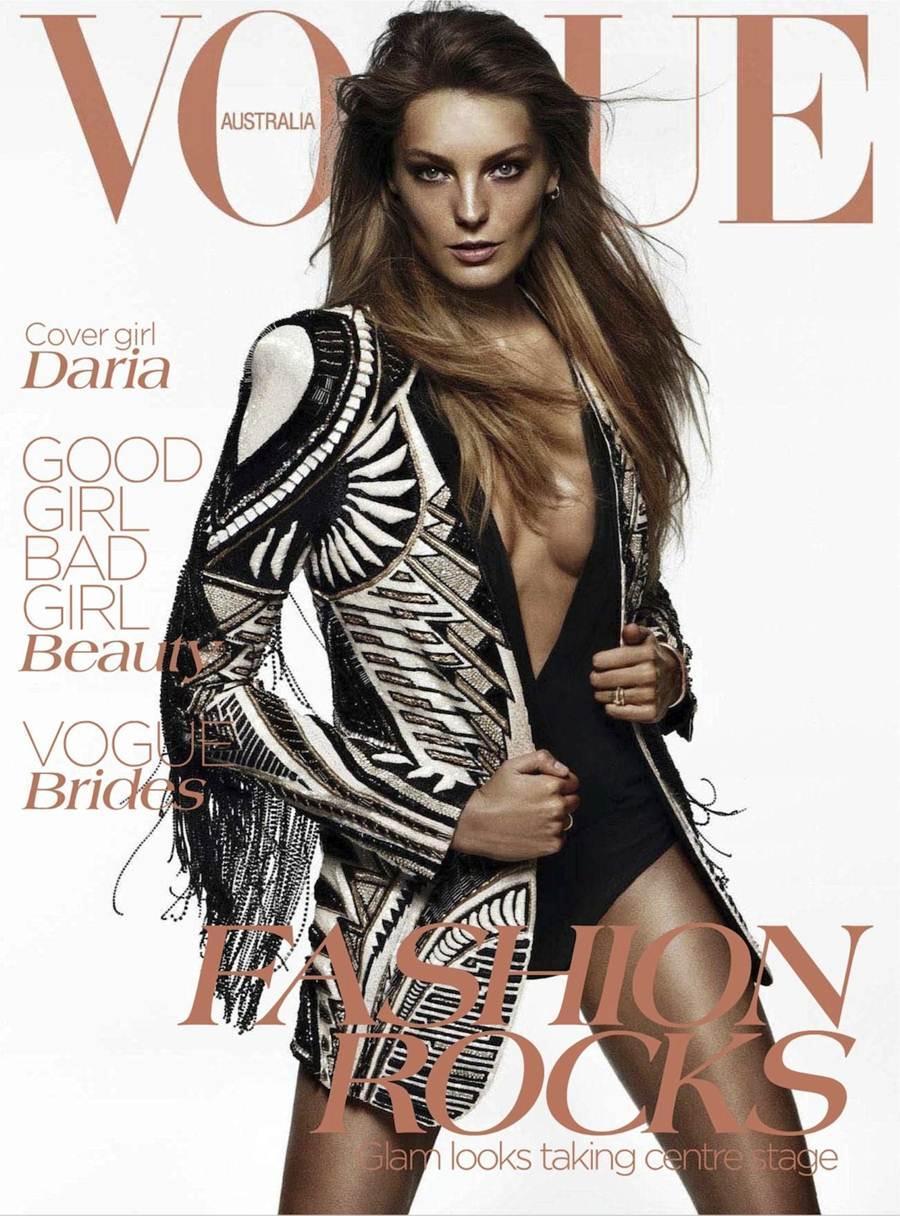 VOGUE
AUSTRALIA
Cover girl
Daria
GOOD
GIRL
BAD
GIRL
Beauty
VOGUE
Brides
FASHION
ROCKS
Glam looks taking centre stage